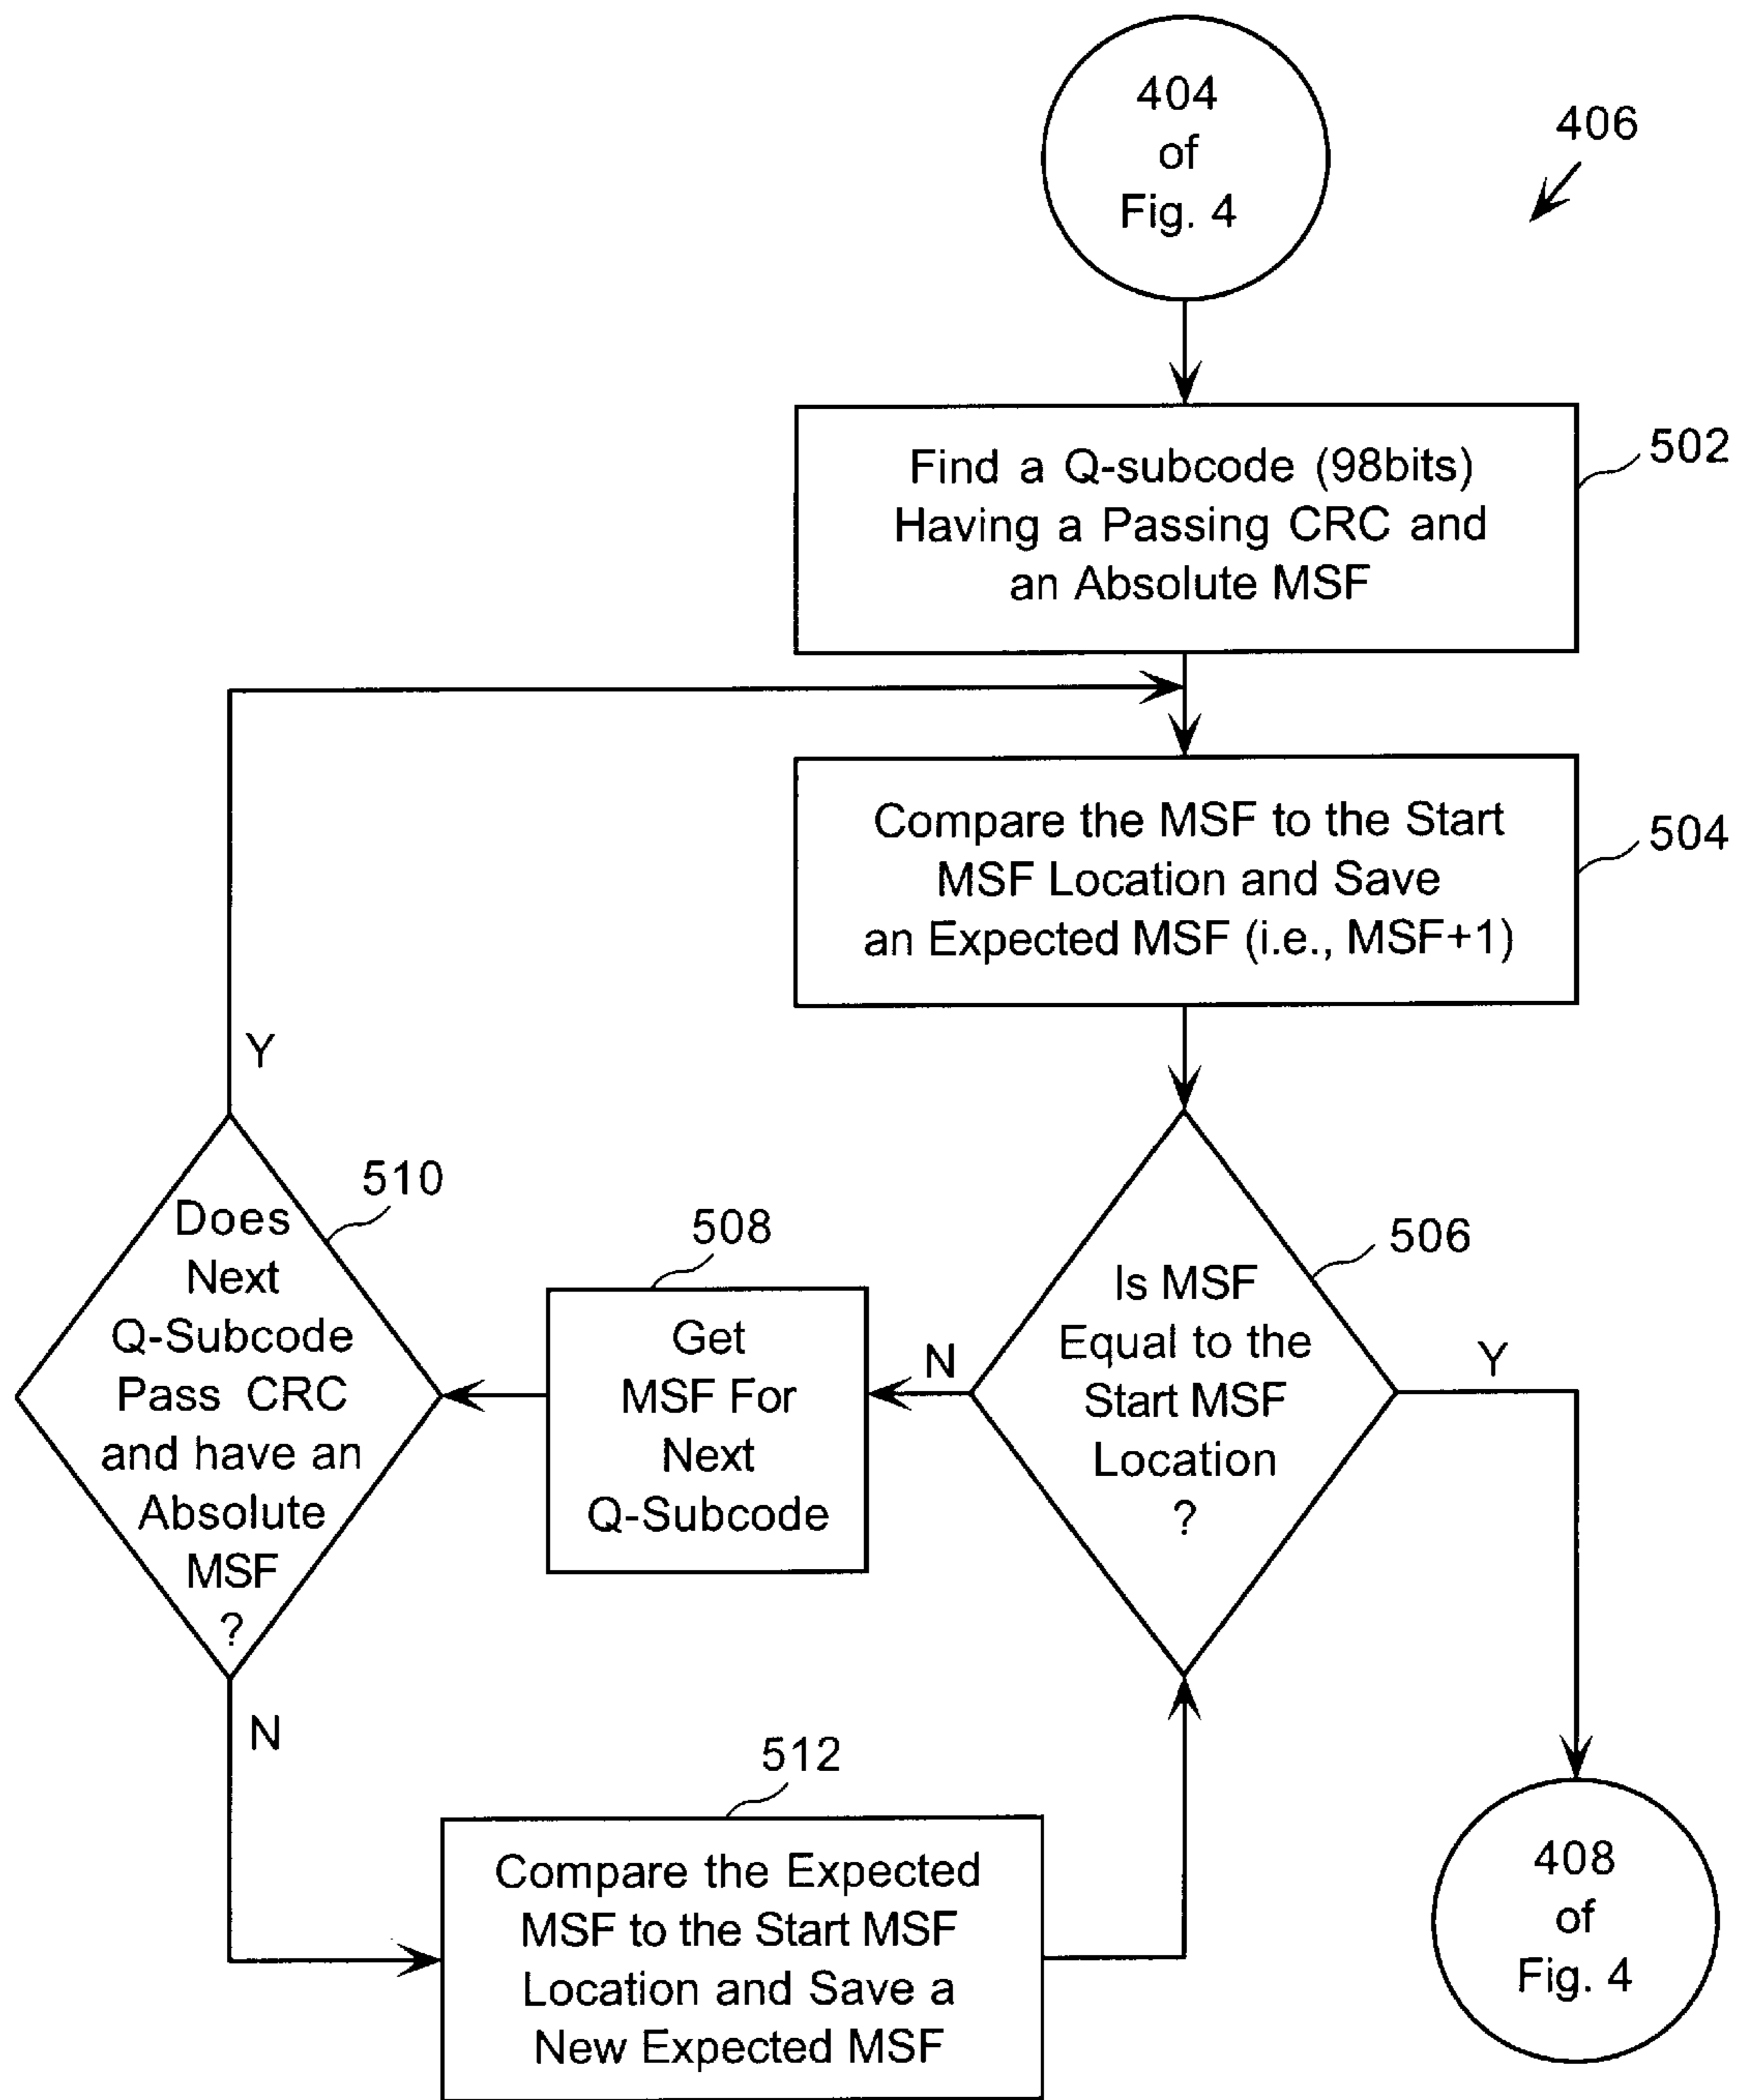 404
of
Fig. 4
406
Find a Q-subcode (98bits)
Having a Passing CRC and
an Absolute MSF
502
Compare the MSF to the Start
MSF Location and Save
an Expected MSF (i.e., MSF+1)
504
Y
510
Does
Next
Q-Subcode
Pass CRC
and have an
Absolute
MSF
?
508
Get
MSF For
Next
Q-Subcode
N
506
Is MSF
Equal to the
Start MSF
Location
?
Y
N
512
Compare the Expected
MSF to the Start MSF
Location and Save a
New Expected MSF
408
of
Fig. 4